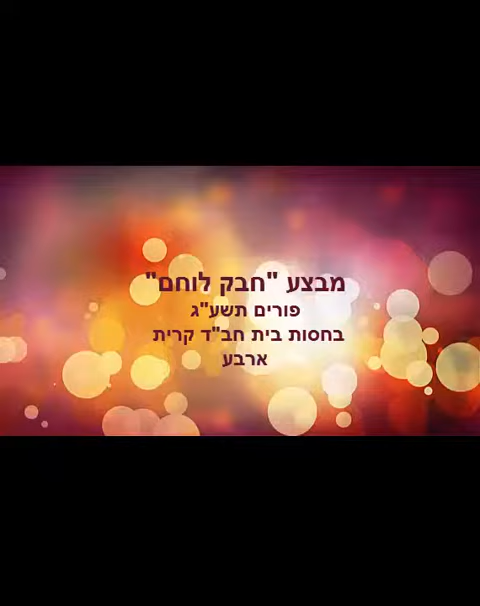 מבצע "חבק לוחם"
פורים תשע"ג
בחסות בית חב"ד קרית
ארבע